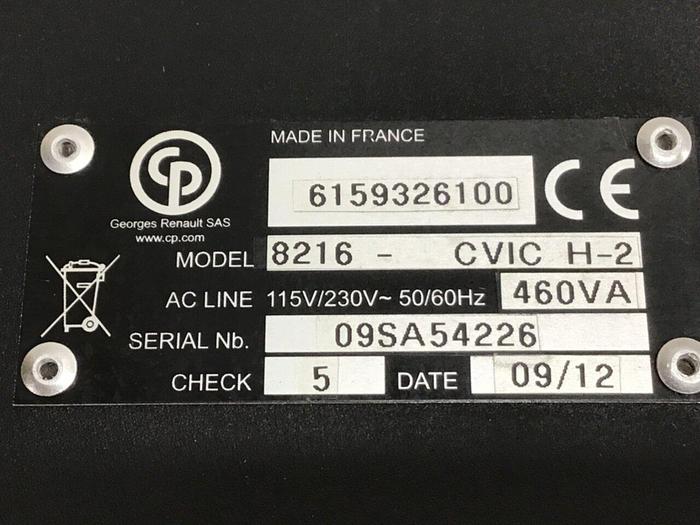 MADE IN FRANCE
CP
6159326100
CE
Georges Renault SAS
www.cp.com
MODEL 8216 - CVIC H-2
AC LINE 115V/230V~ 50/60Hz 460VA
SERIAL Nb. 09SA54226
CHECK 5 DATE 09/12